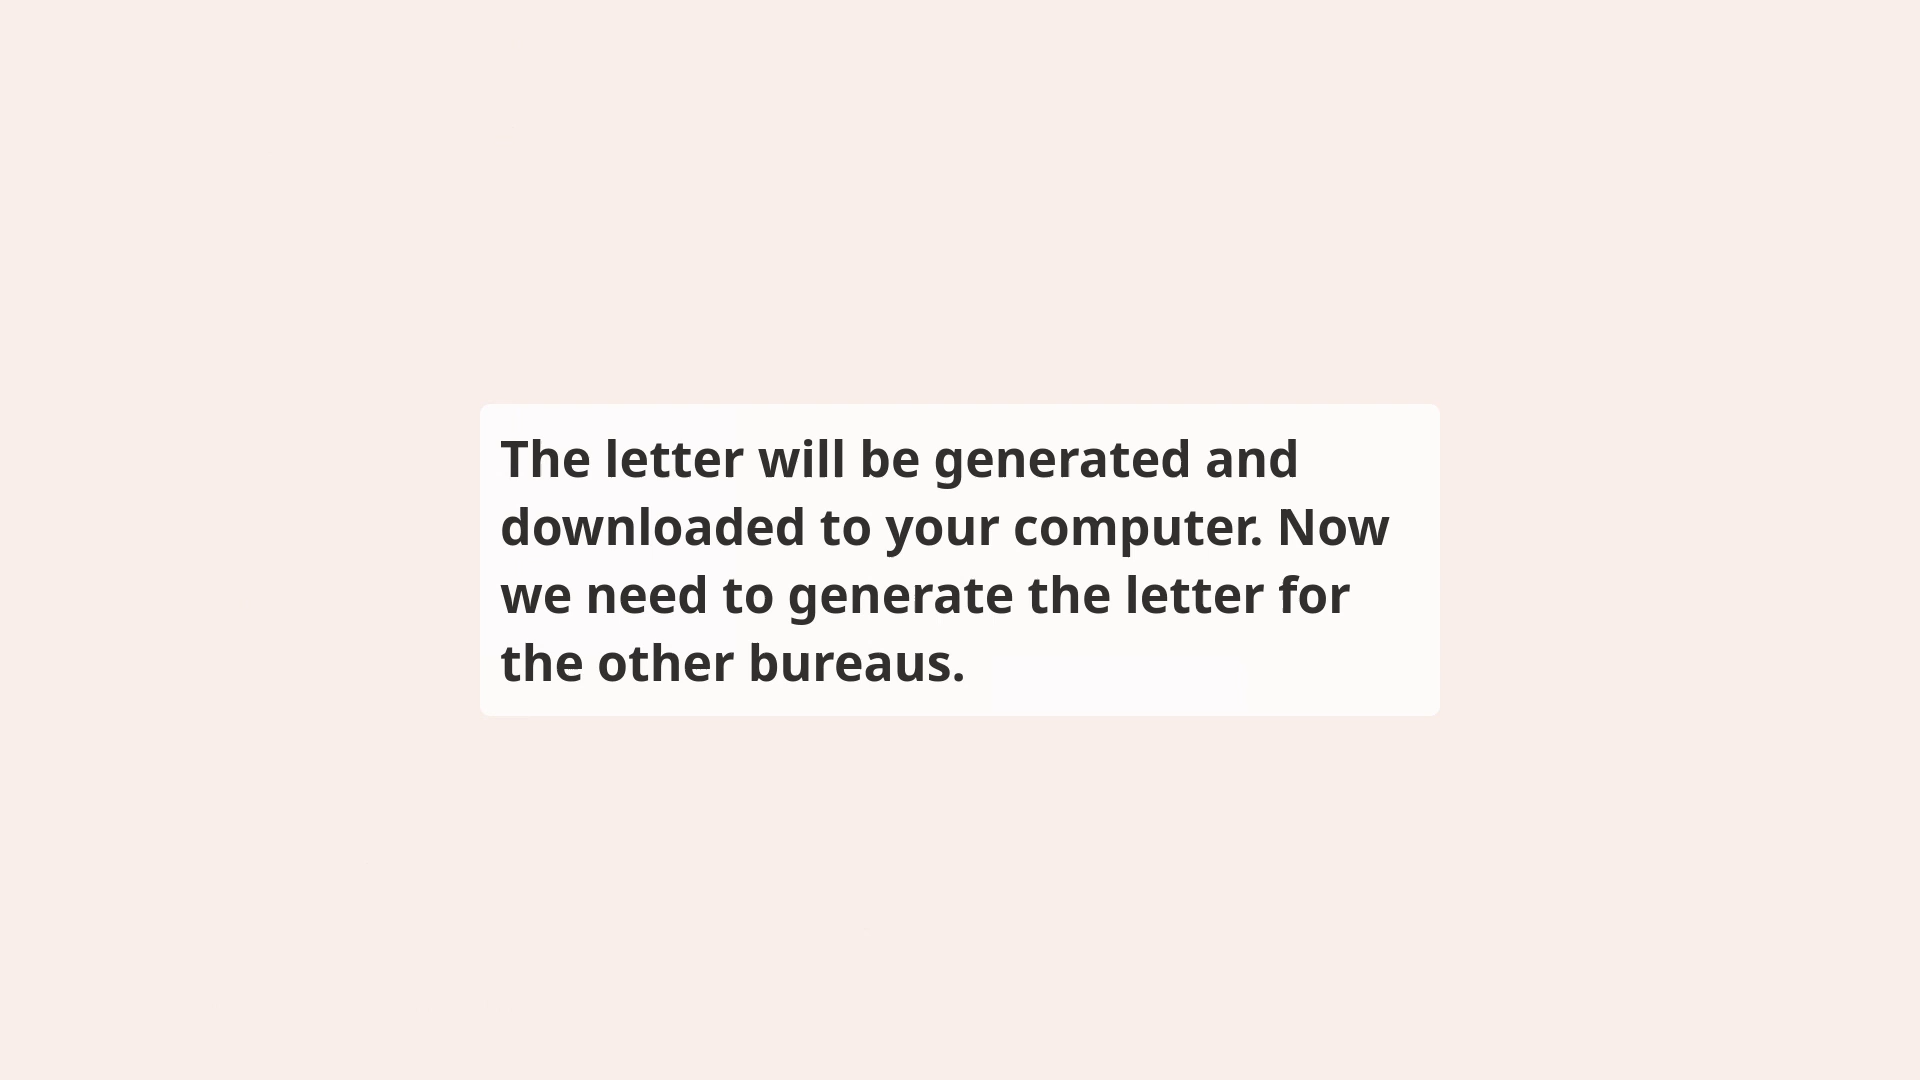 The letter will be generated and
downloaded to your computer. Now
we need to generate the letter for
the other bureaus.